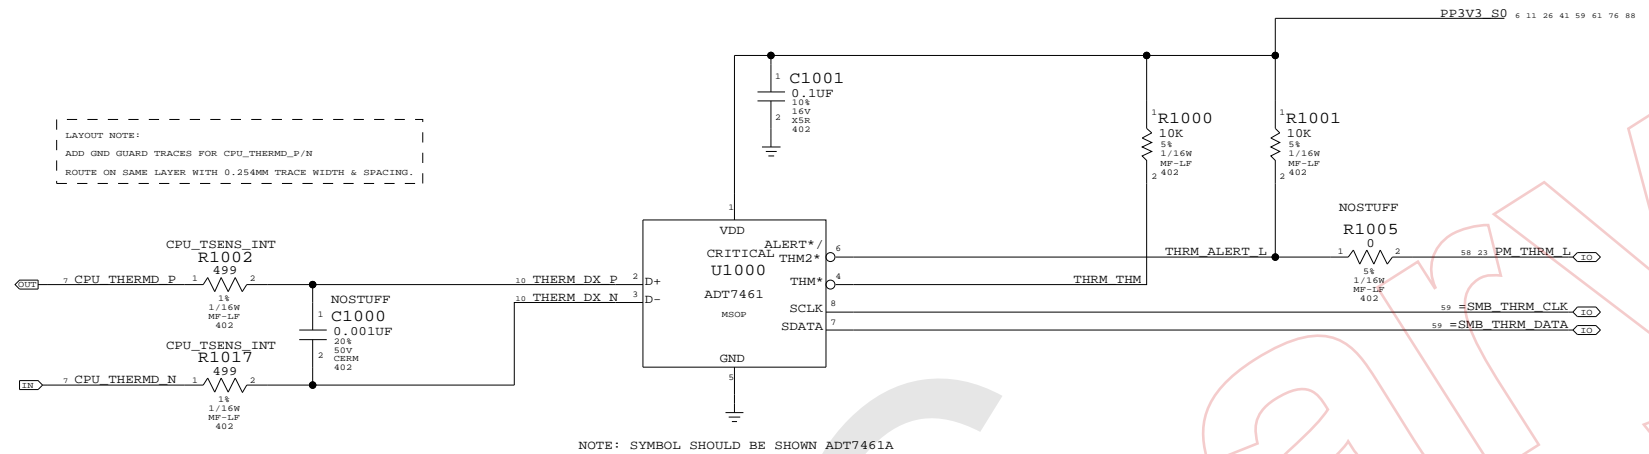 PP3V3_S0 6 11 26 41 59 61 76 88
1 C1001
0.1UF
10%
16V
2 X5R
402
1 R1000
10K
5%
1/16W
MF-LF
2 402
1 R1001
10K
5%
1/16W
MF-LF
2 402
LAYOUT NOTE:
ADD GND GUARD TRACES FOR CPU_THERMD_P/N
ROUTE ON SAME LAYER WITH 0.254MM TRACE WIDTH & SPACING.
NOSTUFF
R1005
0
1 2
5%
1/16W
MF-LF
402
58 23 PM_THRM_L IO
1
VDD
CRITICAL
U1000
ADT7461
MSOP
ALERT*/
THM2*
6
THRM_ALERT_L
THM*
4
THRM_THM
SCLK
8
59 =SMB_THRM_CLK IO
SDATA
7
59 =SMB_THRM_DATA IO
GND
5
CPU_TSENS_INT
R1002
499
OUT 7 CPU_THERMD_P 1 2
1%
1/16W
MF-LF
402
10 THERM_DX_P 2 D+
10 THERM_DX_N 3 D-
NOSTUFF
1 C1000
0.001UF
20%
50V
2 CERM
402
CPU_TSENS_INT
R1017
499
IN 7 CPU_THERMD_N 1 2
1%
1/16W
MF-LF
402
NOTE: SYMBOL SHOULD BE SHOWN ADT7461A